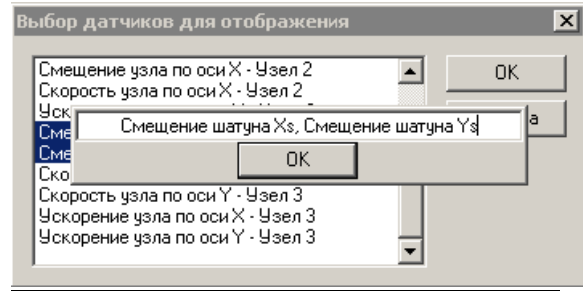 Выбор датчиков для отображения
Смещение узла по оси X - Узел 2
Скорость узла по оси X - Узел 2
OK
Смещение шатуна Xs, Смещение шатуна Ys
OK
Скорость узла по оси Y - Узел 3
Ускорение узла по оси X - Узел 3
Ускорение узла по оси Y - Узел 3